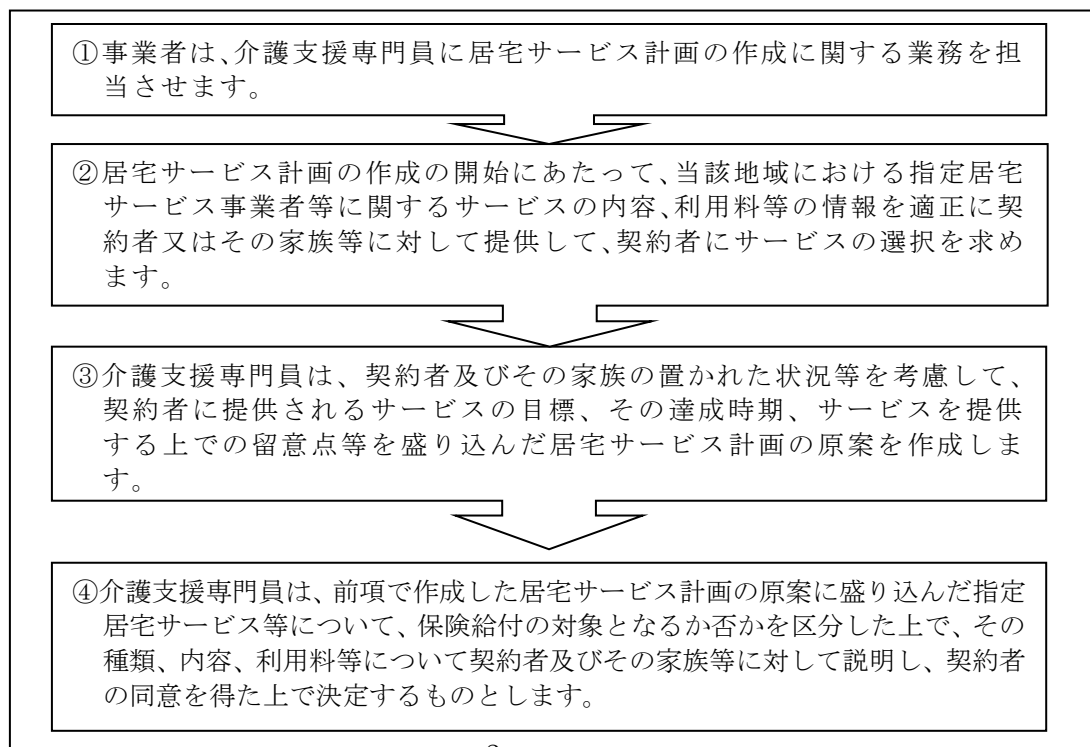 ①事業者は、介護支援専門員に居宅サービス計画の作成に関する業務を担
当させます。
②居宅サービス計画の作成の開始にあたって、当該地域における指定居宅
サービス事業者等に関するサービスの内容、利用料等の情報を適正に契
約者又はその家族等に対して提供して、契約者にサービスの選択を求め
ます。
③介護支援専門員は、契約者及びその家族の置かれた状況等を考慮して、
契約者に提供されるサービスの目標、その達成時期、サービスを提供
する上での留意点等を盛り込んだ居宅サービス計画の原案を作成しま
す。
④介護支援専門員は、前項で作成した居宅サービス計画の原案に盛り込んだ指定
居宅サービス等について、保険給付の対象となるか否かを区分した上で、その
種類、内容、利用料等について契約者及びその家族等に対して説明し、契約者
の同意を得た上で決定するものとします。